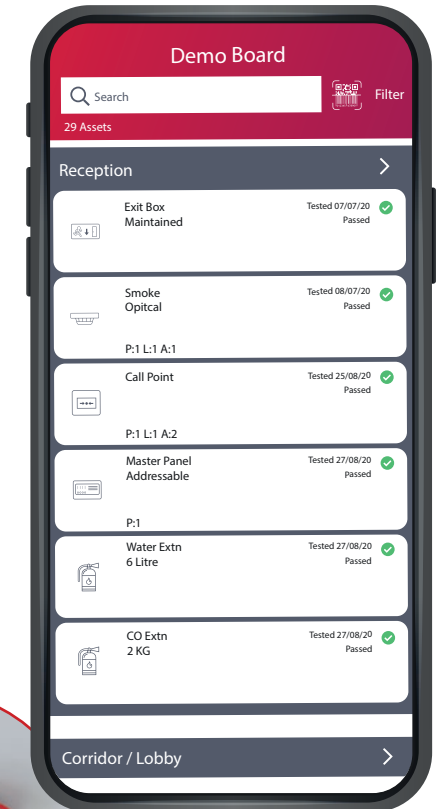 Demo Board
Search
Filter
29 Assets
Reception
Exit Box
Maintained
Tested 07/07/20
Passed
Smoke
Opitcal
Tested 08/07/20
Passed
P:1 L:1 A:1
Call Point
Tested 25/08/20
Passed
P:1 L:1 A:2
Master Panel
Addressable
Tested 27/08/20
Passed
P:1
Water Extn
6 Litre
Tested 27/08/20
Passed
CO Extn
2 KG
Tested 27/08/20
Passed
Corridor / Lobby